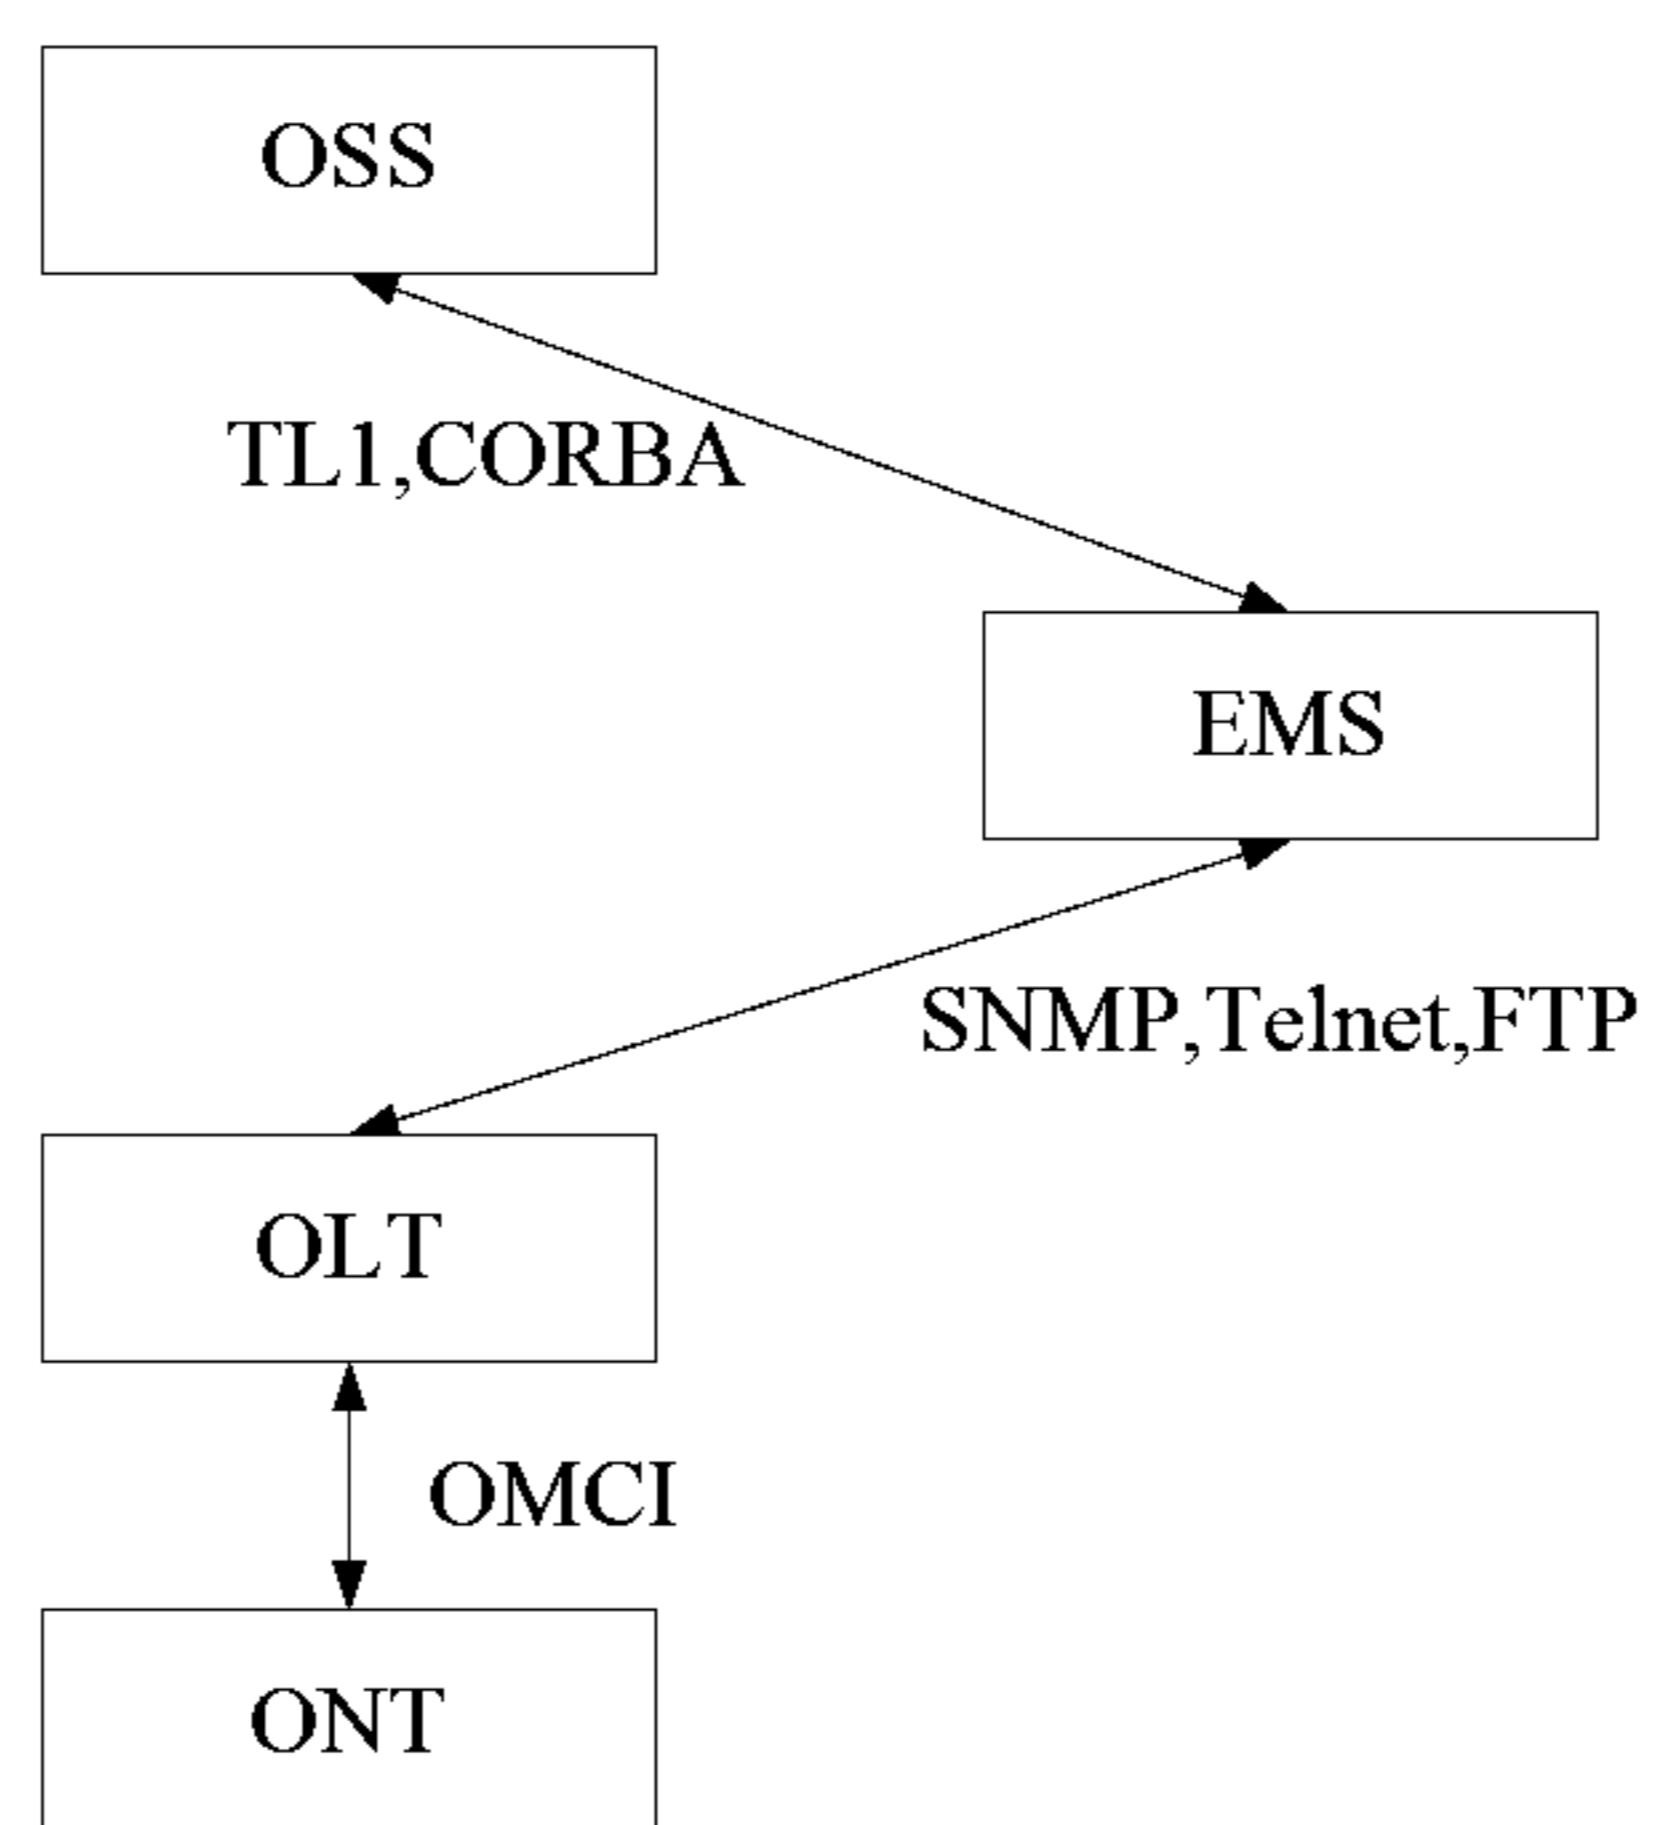 OSS
TL1,CORBA
EMS
SNMP,Telnet,FTP
OLT
OMCI
ONT